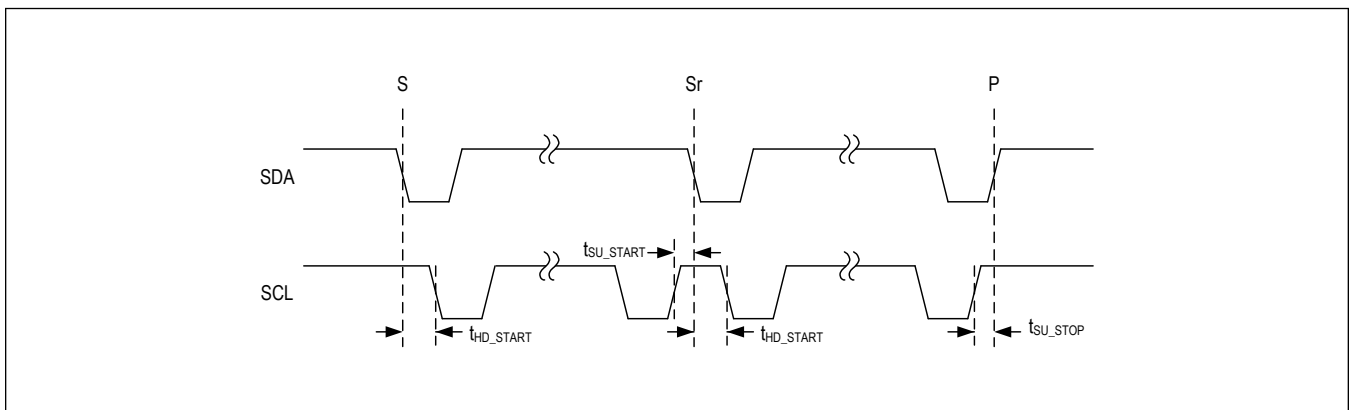 S Sr P
SDA
tSU_START
SCL
tHD_START tHD_START tSU_STOP